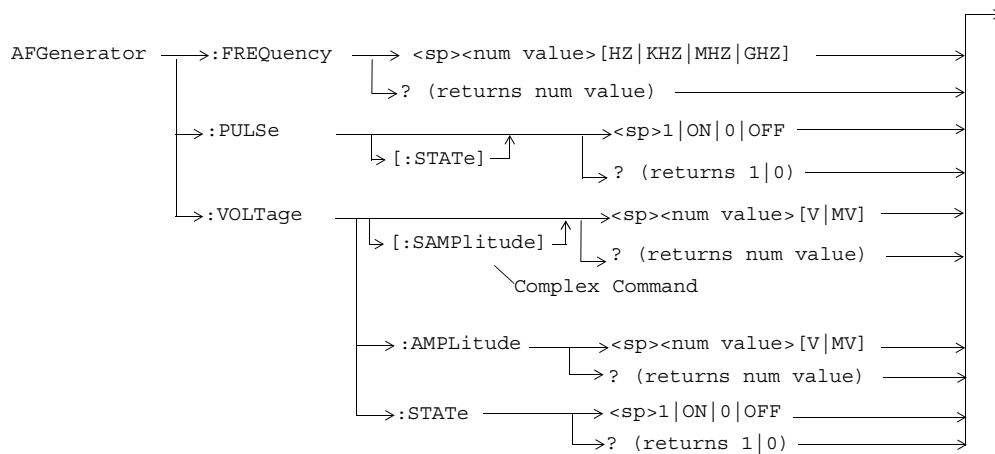 AFGenerator :FREQuency <sp><num value>[HZ|KHZ|MHZ|GHZ]
? (returns num value)
:PULSe <sp>1|ON|0|OFF
[:STATe] ? (returns 1|0)
:VOLTage <sp><num value>[V|MV]
[:SAMPlitude] ? (returns num value)
Complex Command
:AMPLitude <sp><num value>[V|MV]
? (returns num value)
:STATe <sp>1|ON|0|OFF
? (returns 1|0)